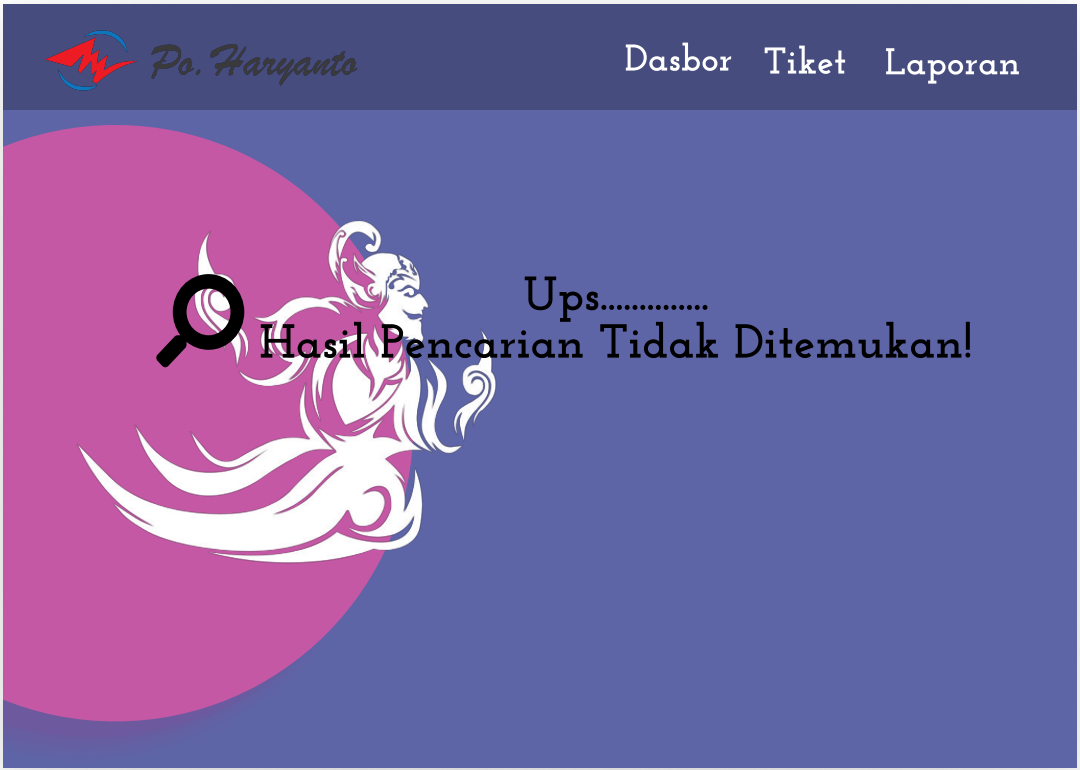 Po. Haryanto
Dasbor Tiket Laporan
Ups...............
Hasil Pencarian Tidak Ditemukan!